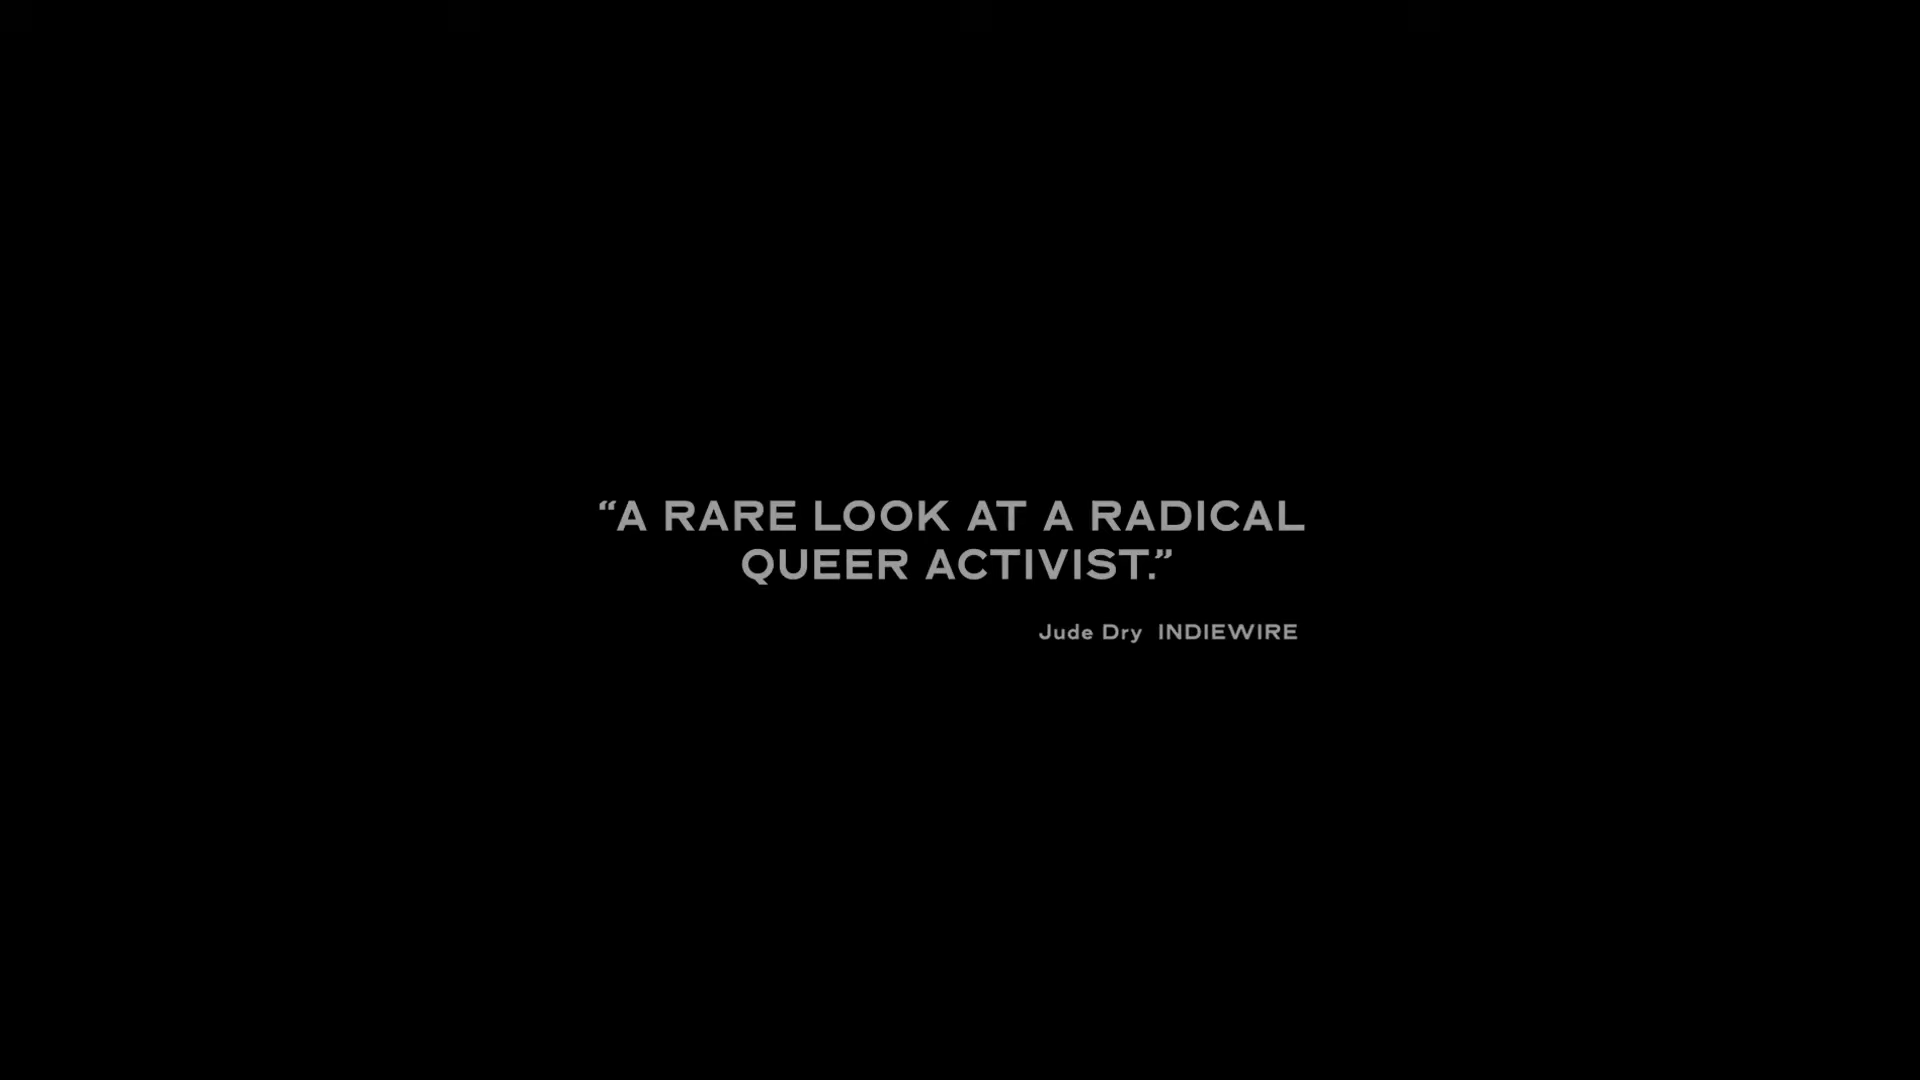 “A RARE LOOK AT A RADICAL
QUEER ACTIVIST.”
Jude Dry INDIEWIRE